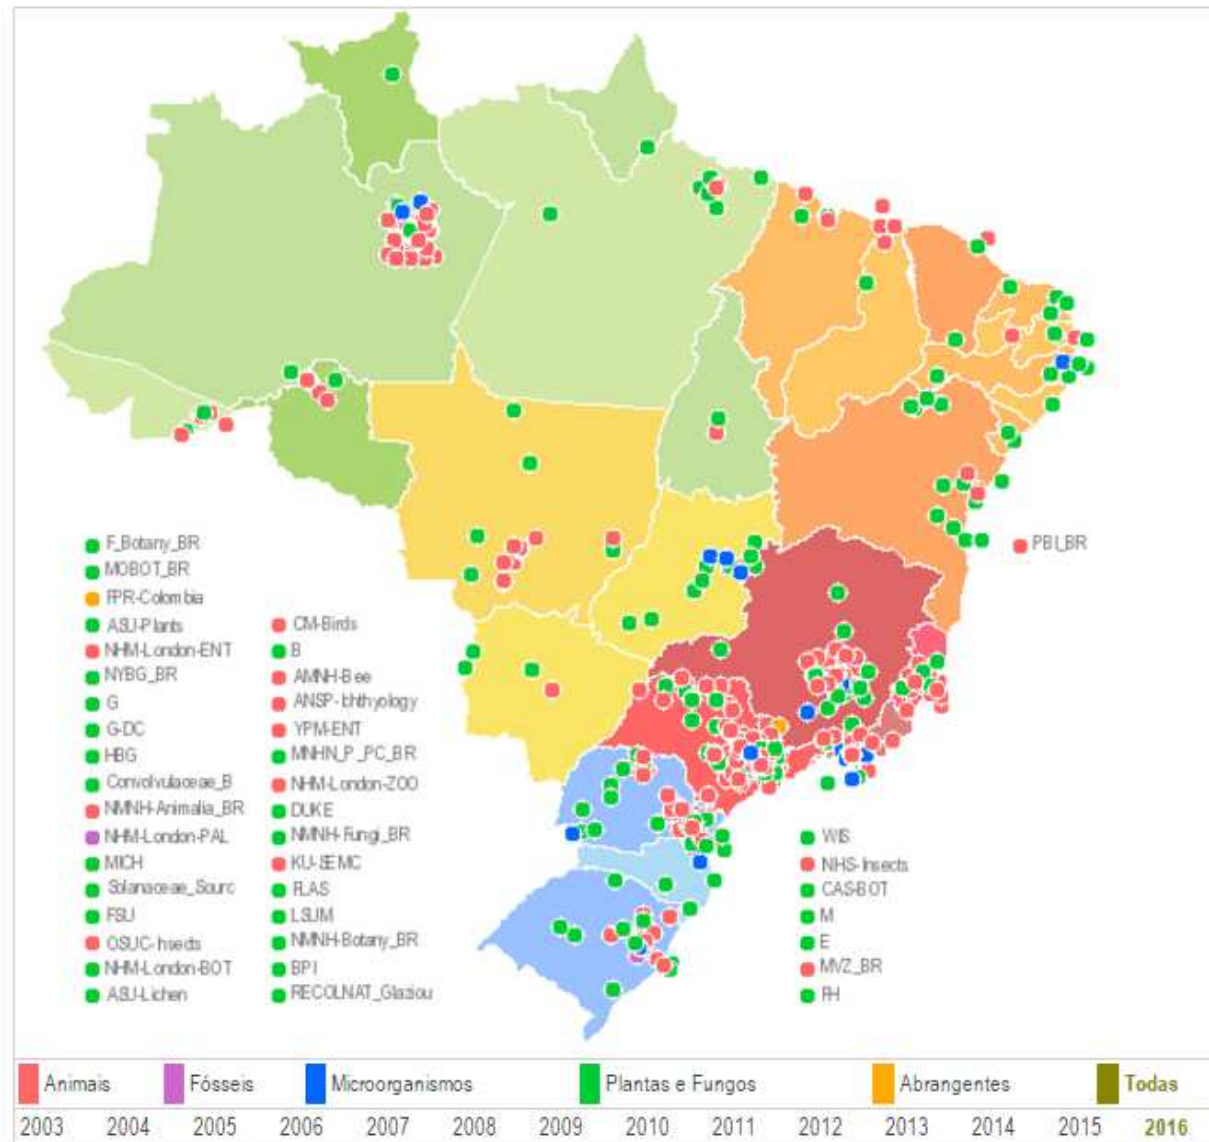 F_Botany_BR
MOBOT_BR
FPR-Colombia
ASU-Plants
NHM-London-ENT
NYBG_BR
G
G-DC
HBG
Convolvulaceae_B
NMNH-Animalia_BR
NHM-London-PAL
MICH
Solanaceae_Sourc
FSU
OSUC-Insects
NHM-London-BOT
ASU-Lichen
CM-Birds
B
AMNH-Bee
ANSP-Ichthyology
YPM-ENT
MNHN_P_PC_BR
NHM-London-ZOO
DUKE
NMNH-Fungi_BR
KU-SEMC
FLAS
LSUM
NMNH-Botany_BR
BPI
RECOLNAT_Glaziou
PBI_BR
WIS
NHS-Insects
CAS-BOT
M
E
MVZ_BR
FH
Animais Fósseis Microorganismos Plantas e Fungos Abrangentes Todas
2003 2004 2005 2006 2007 2008 2009 2010 2011 2012 2013 2014 2015 2016